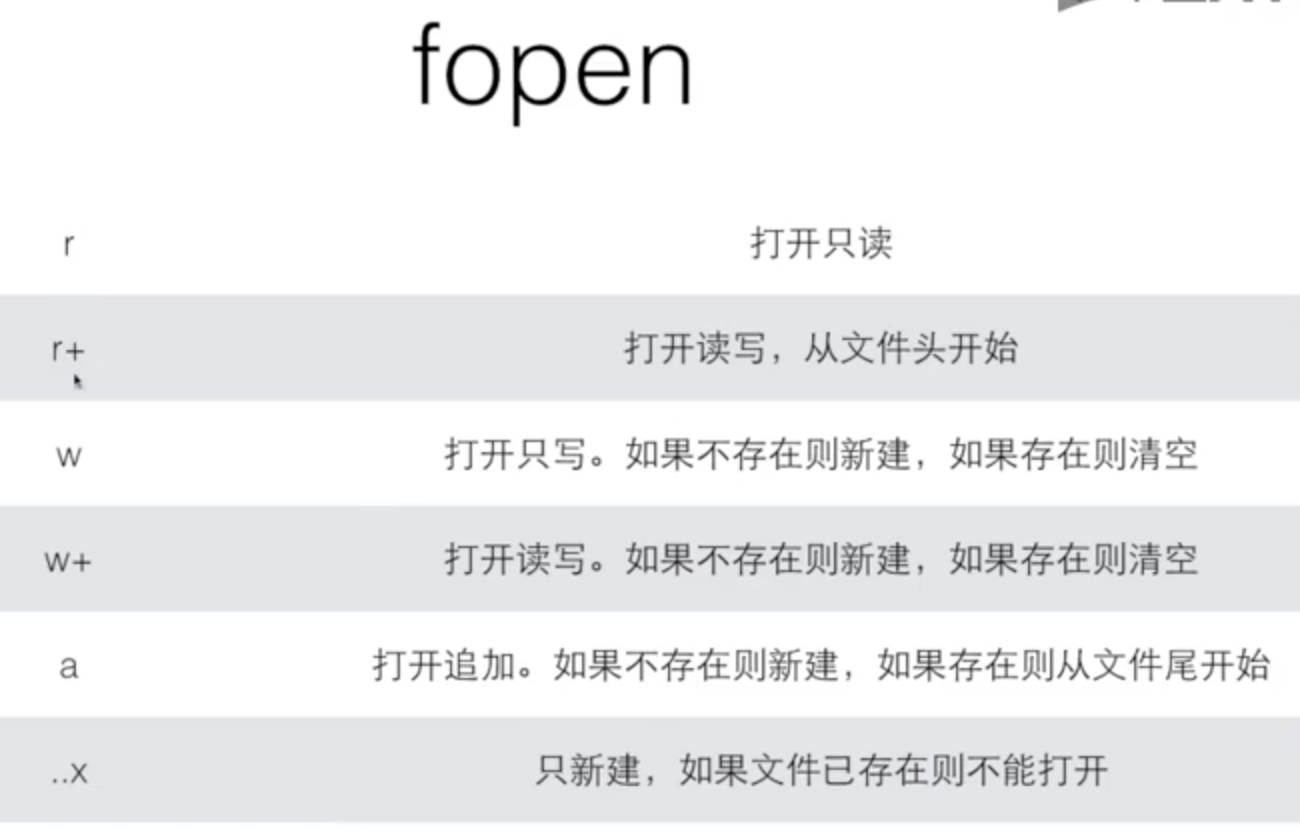 fopen
r 打开只读
r+ 打开读写，从文件头开始
w 打开只写。如果不存在则新建，如果存在则清空
w+ 打开读写。如果不存在则新建，如果存在则清空
a 打开追加。如果不存在则新建，如果存在则从文件尾开始
..x 只新建，如果文件已存在则不能打开